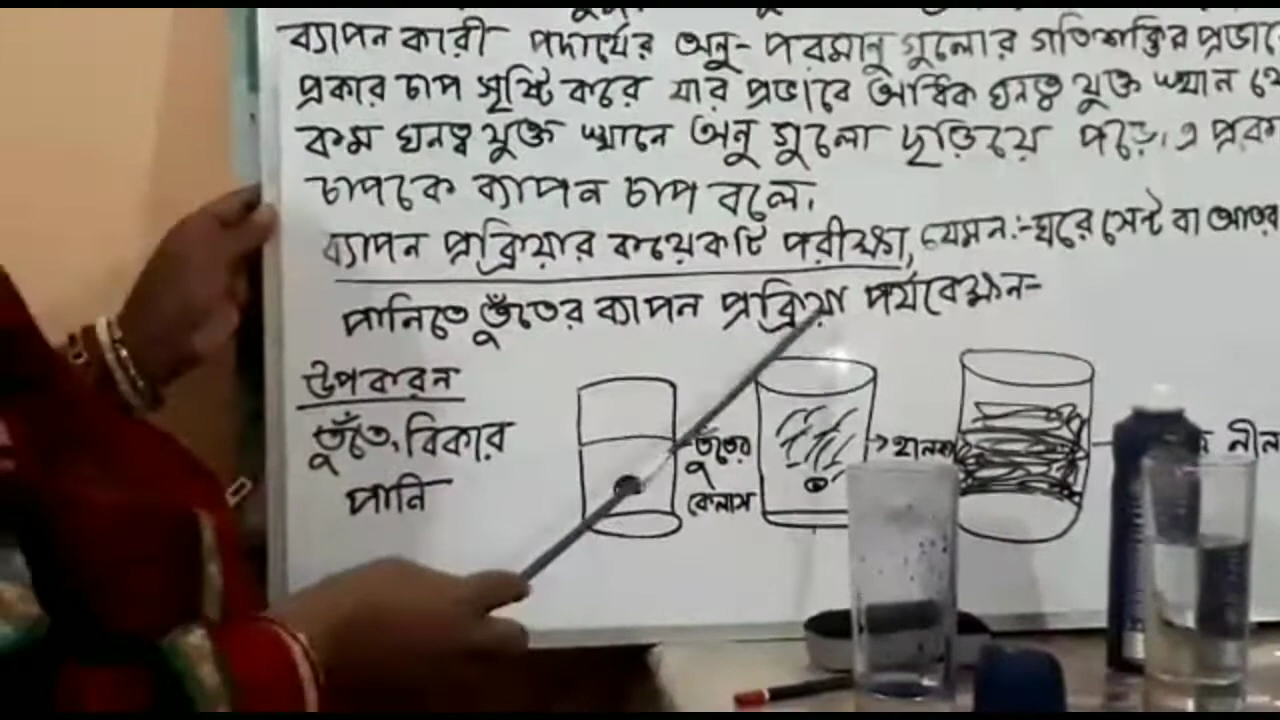 ব্যাপন কারী পদার্থের অনু-পরমানু গুলোর গতিশক্তির প্রভাবে
প্রকার চাপ সৃষ্টি করে যার প্রভাবে অধিক ঘনত্ব যুক্ত স্থান থে
কম ঘনত্ব যুক্ত স্থানে অনু গুলো ছড়িয়ে পড়ে। এ প্রকা
চাপকে ব্যাপন চাপ বলে।
ব্যাপন প্রক্রিয়ার কয়েকটি পরীক্ষা, যেমন:-ঘরে সেন্ট বা আতর
পানিতে তুঁতের ব্যাপন প্রক্রিয়া পর্যবেক্ষন-
উপকরন
তুঁতে, বিকার
পানি
তুতের
কেলাস
হালকা
নীল